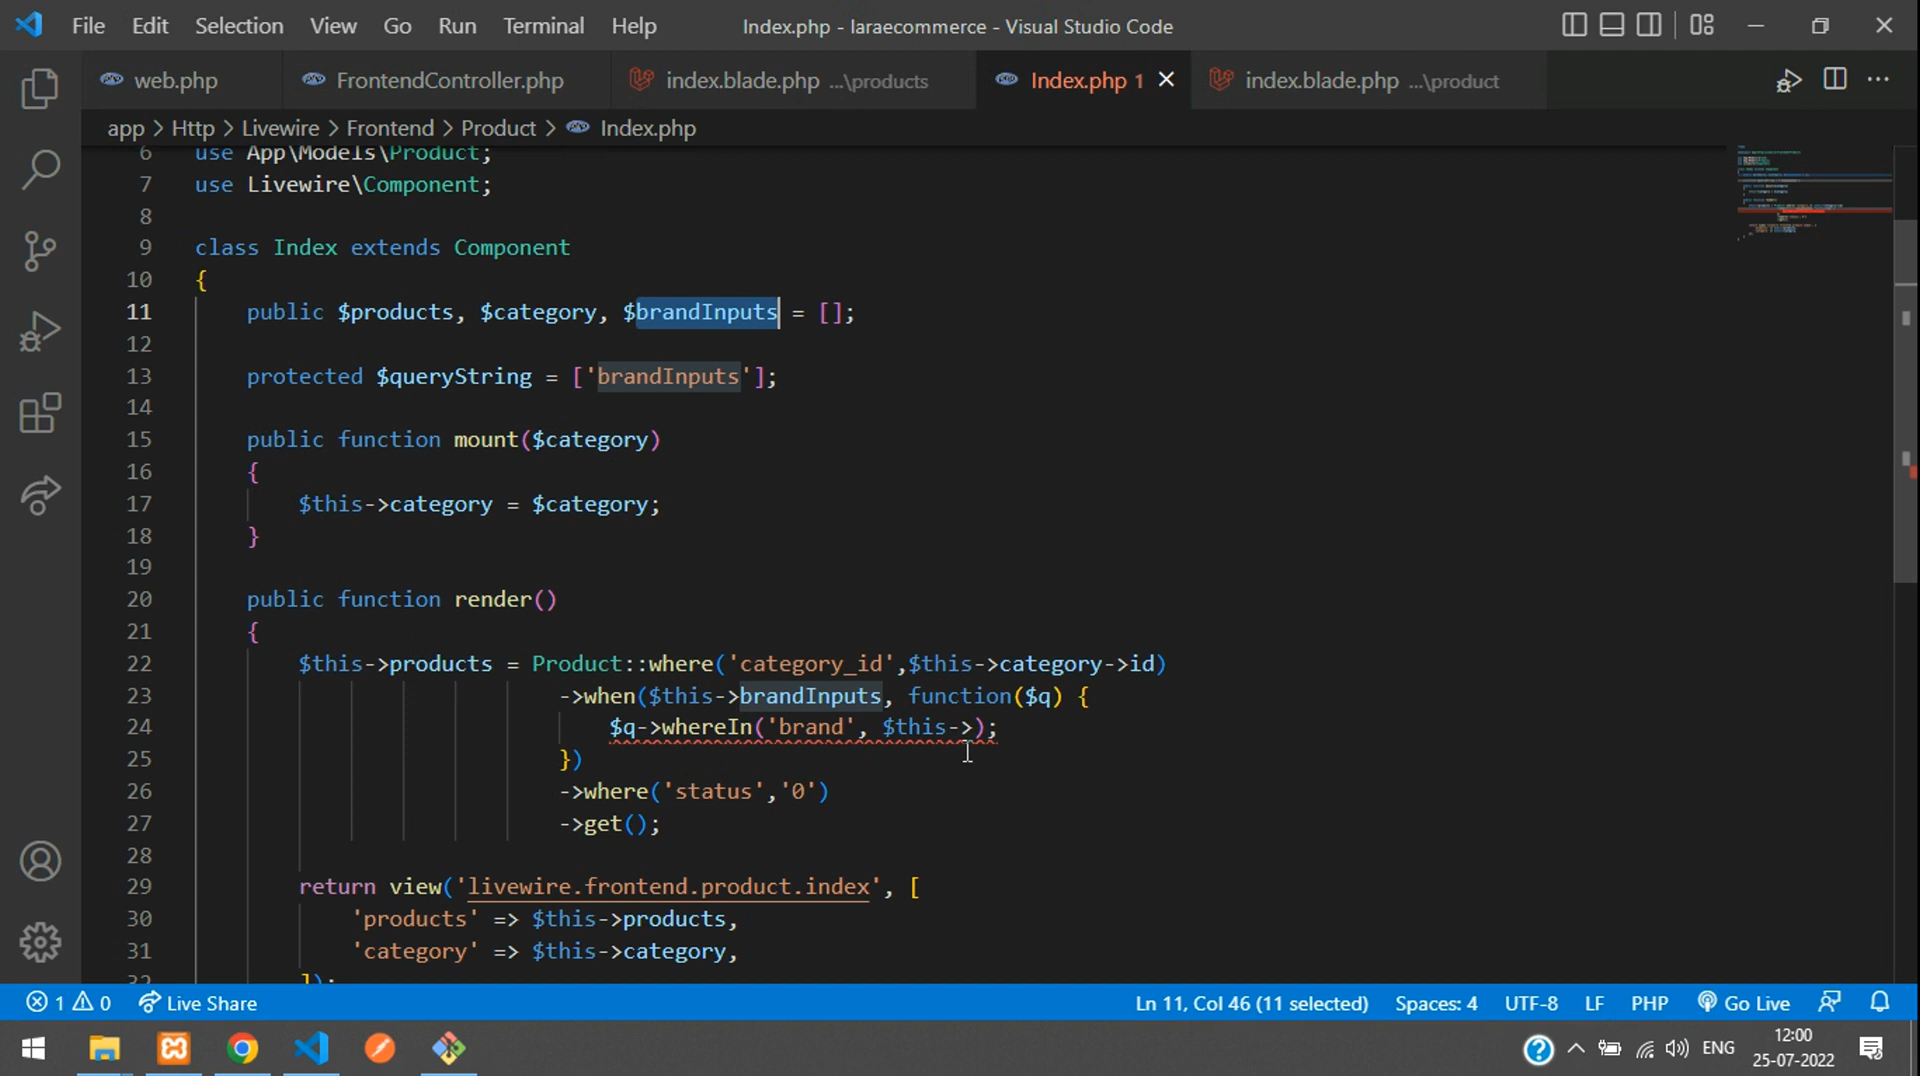 File Edit Selection View Go Run Terminal Help Index.php - laraecommerce - Visual Studio Code
web.php FrontendController.php index.blade.php ...\products Index.php 1 index.blade.php ...\product
app > Http > Livewire > Frontend > Product > Index.php
6 use App\Models\Product;
7 use Livewire\Component;
8
9 class Index extends Component
10 {
11 public $products, $category, $brandInputs = [];
12
13 protected $queryString = ['brandInputs'];
14
15 public function mount($category)
16 {
17 $this->category = $category;
18 }
19
20 public function render()
21 {
22 $this->products = Product::where('category_id',$this->category->id)
23 ->when($this->brandInputs, function($q) {
24 $q->whereIn('brand', $this->);
25 })
26 ->where('status','0')
27 ->get();
28
29 return view('livewire.frontend.product.index', [
30 'products' => $this->products,
31 'category' => $this->category,
32 ]);
1 0 Live Share Ln 11, Col 46 (11 selected) Spaces: 4 UTF-8 LF PHP Go Live
ENG 12:00
25-07-2022